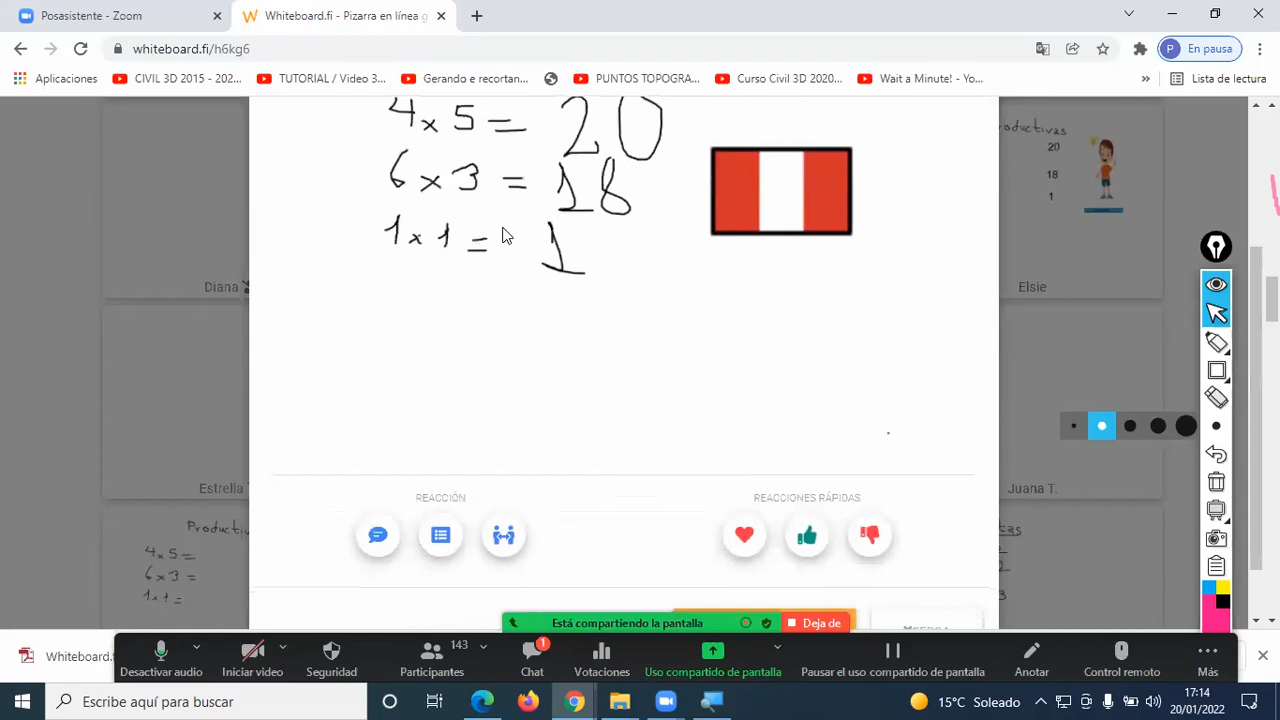 Posasistente - Zoom
Whiteboard.fi - Pizarra en línea g
whiteboard.fi/h6kg6
En pausa
Aplicaciones
CIVIL 3D 2015 - 202...
TUTORIAL / Video 3...
Gerando e recortan...
PUNTOS TOPOGRA...
Curso Civil 3D 2020...
Wait a Minute! - Yo...
»
Lista de lectura
4 x 5 = 20
6 x 3 = 18
1 x 1 = 1
20
18
1
Diana
Elsie
Estrella
Juana T.
REACCIÓN
REACCIONES RÁPIDAS
4 x 5 =
6 x 3 =
1 x 1 =
Está compartiendo la pantalla
Deja de
Whiteboard.f
Desactivar audio
Iniciar video
Seguridad
143
Participantes
1
Chat
Votaciones
Uso compartido de pantalla
Pausar el uso compartido de pantalla
Anotar
Control remoto
Más
Escribe aquí para buscar
15°C Soleado
17:14
20/01/2022